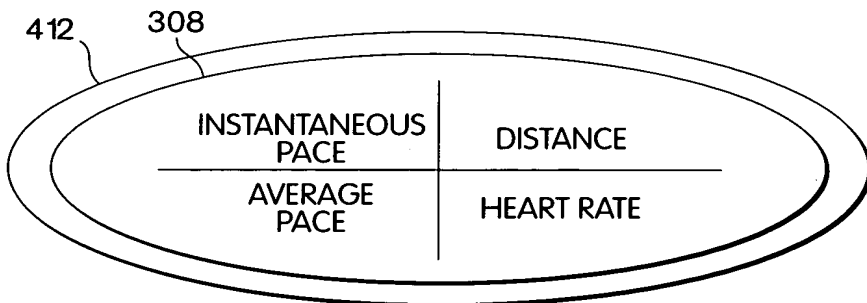 412
308
INSTANTANEOUS
PACE
DISTANCE
AVERAGE
PACE
HEART RATE